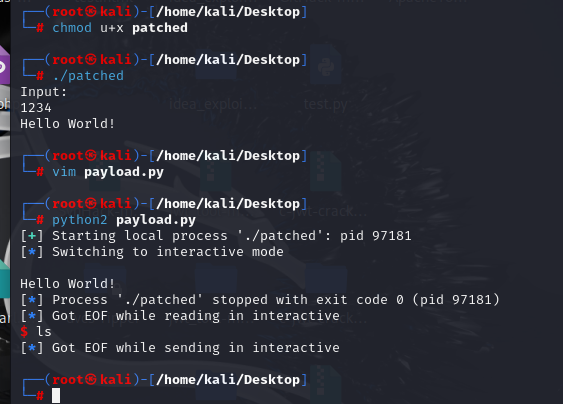 ┌──(root㉿kali)-[/home/kali/Desktop]
└─# chmod u+x patched
┌──(root㉿kali)-[/home/kali/Desktop]
└─# ./patched
Input:
1234
Hello World!
┌──(root㉿kali)-[/home/kali/Desktop]
└─# vim payload.py
┌──(root㉿kali)-[/home/kali/Desktop]
└─# python2 payload.py
[+] Starting local process './patched': pid 97181
[*] Switching to interactive mode
Hello World!
[*] Process './patched' stopped with exit code 0 (pid 97181)
[*] Got EOF while reading in interactive
$ ls
[*] Got EOF while sending in interactive
┌──(root㉿kali)-[/home/kali/Desktop]
└─#
idea_exploi...
test.py